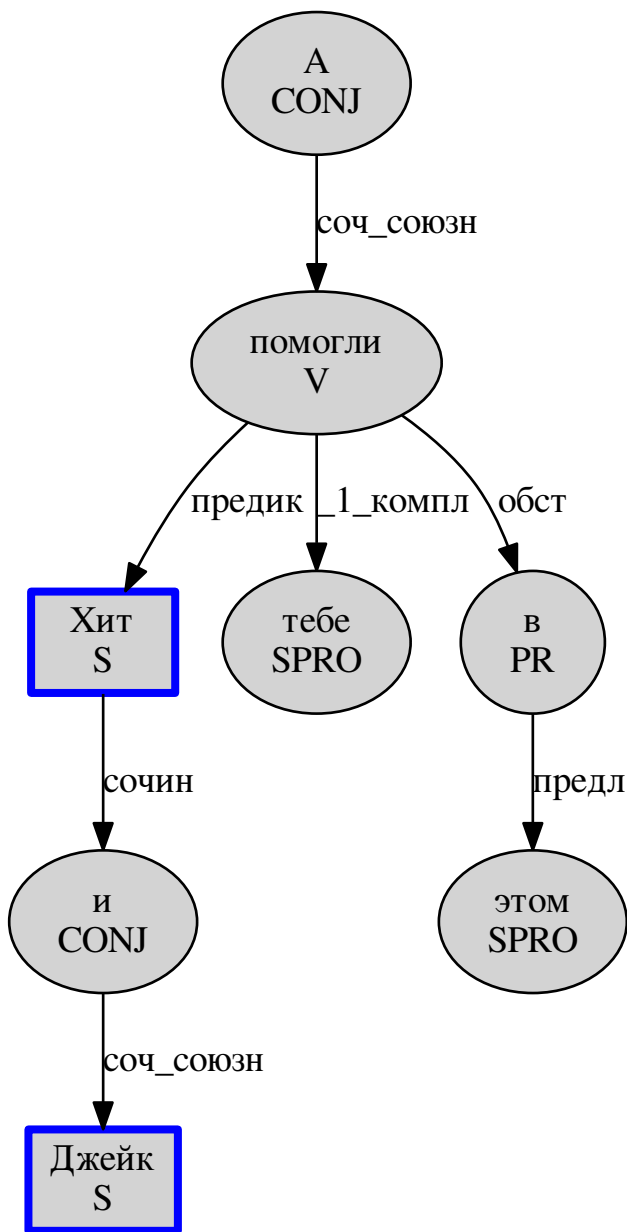 А
CONJ
соч_союзн
помогли
V
предик
_1_компл
обст
Хит
S
тебе
SPRO
в
PR
сочин
предл
и
CONJ
этом
SPRO
соч_союзн
Джейк
S